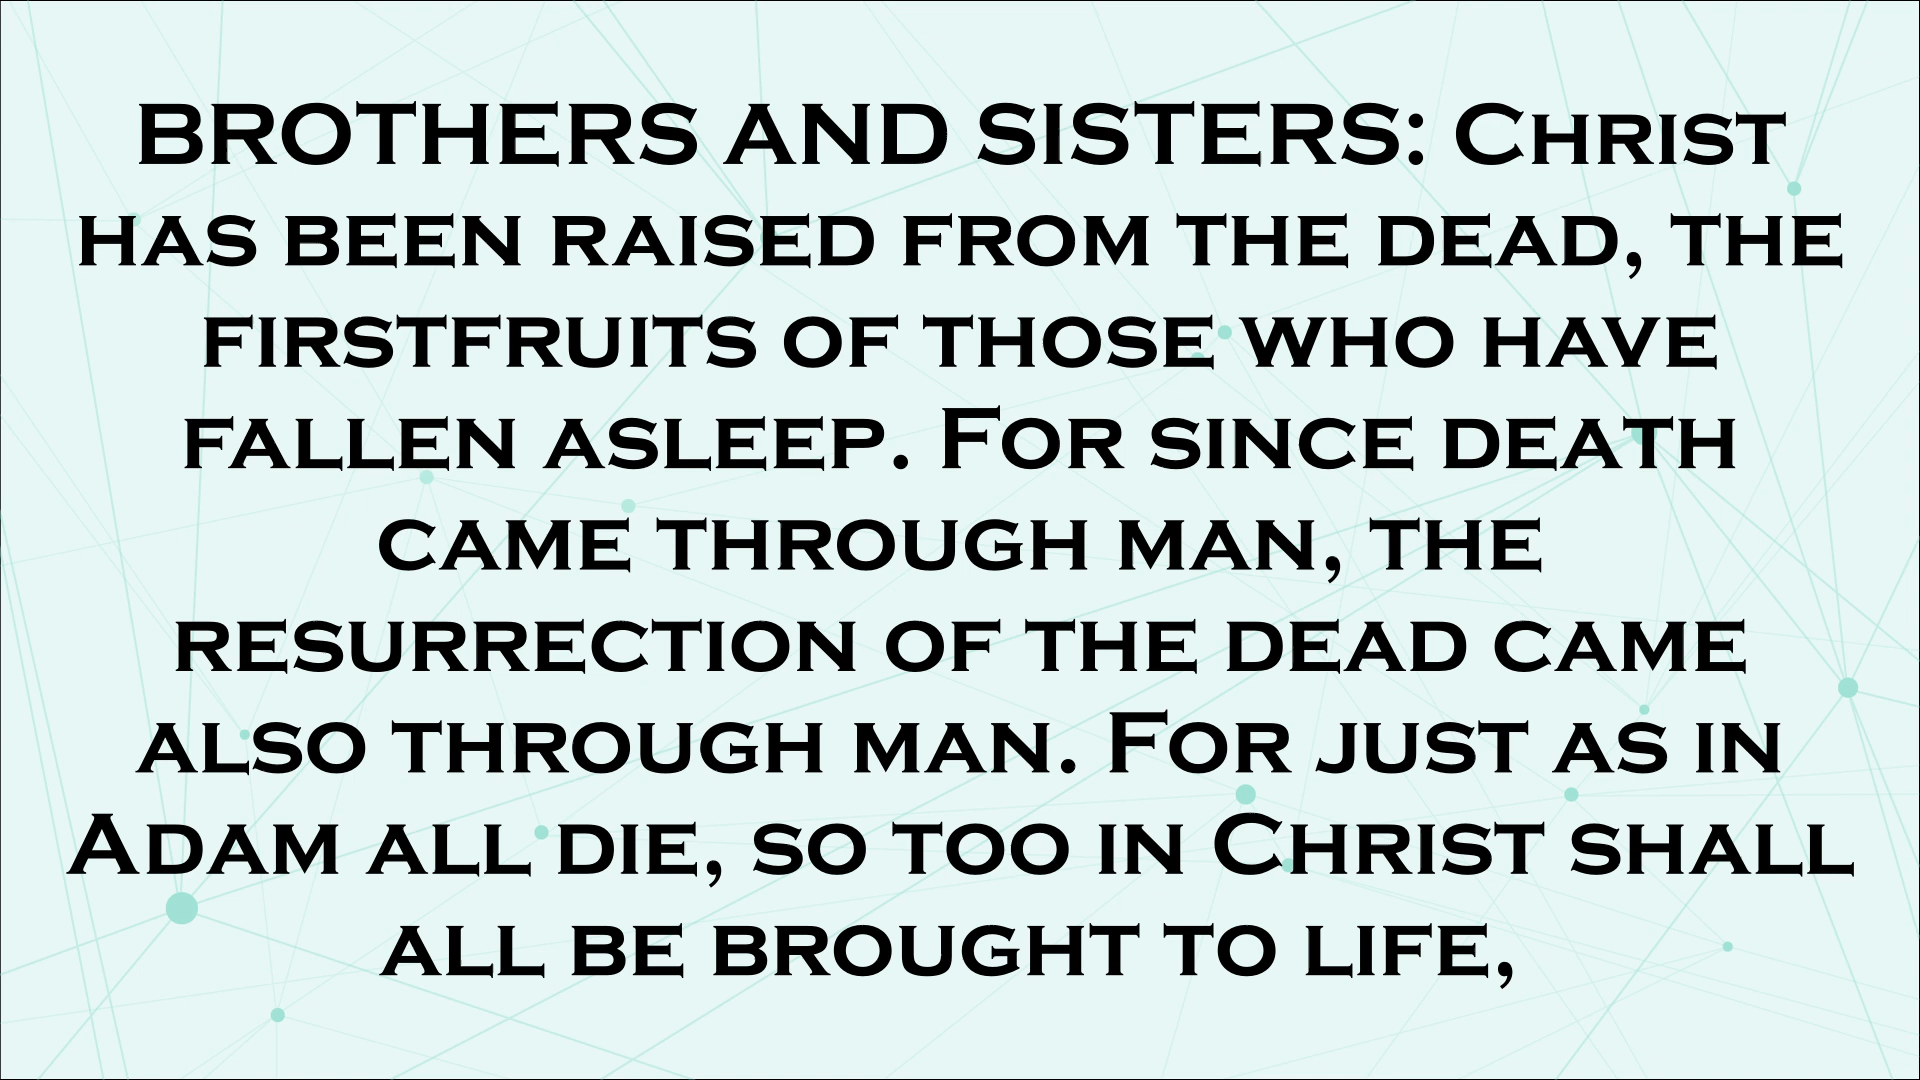 BROTHERS AND SISTERS: Christ
has been raised from the dead, the
firstfruits of those who have
fallen asleep. For since death
came through man, the
resurrection of the dead came
also through man. For just as in
Adam all die, so too in Christ shall
all be brought to life,